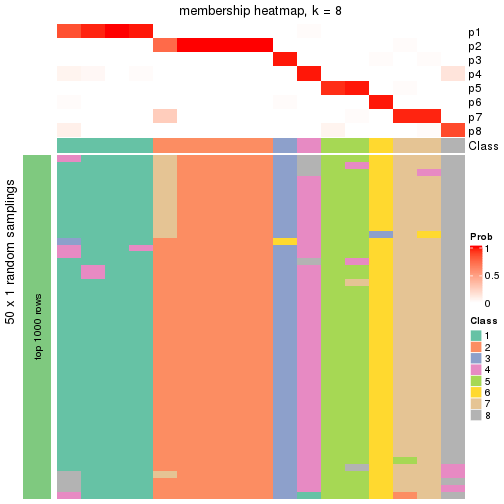 membership heatmap, k = 8
p1
p2
p3
p4
p5
p6
p7
p8
Class
50 x 1 random samplings
top 1000 rows
Prob
1
0.5
0
Class
1
2
3
4
5
6
7
8